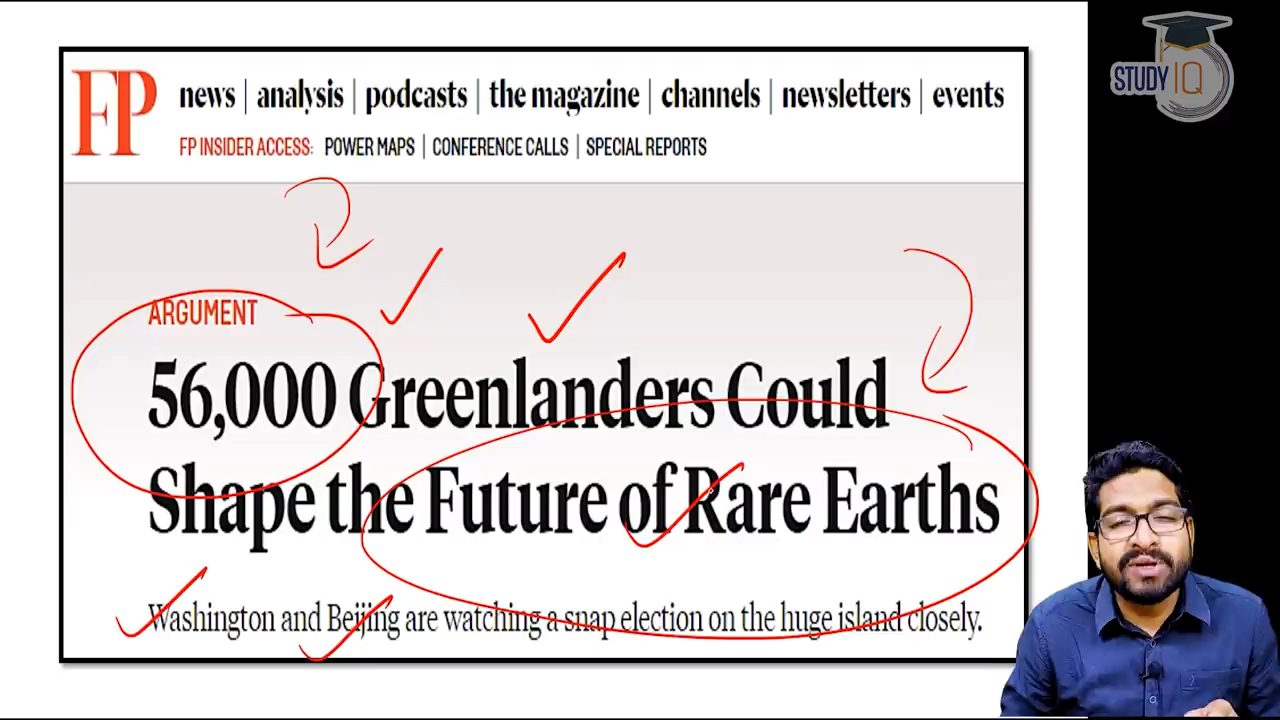 FP
news | analysis | podcasts | the magazine | channels | newsletters | events
FP INSIDER ACCESS: POWER MAPS | CONFERENCE CALLS | SPECIAL REPORTS
ARGUMENT
56,000 Greenlanders Could
Shape the Future of Rare Earths
Washington and Beijing are watching a snap election on the huge island closely.
STUDY IQ